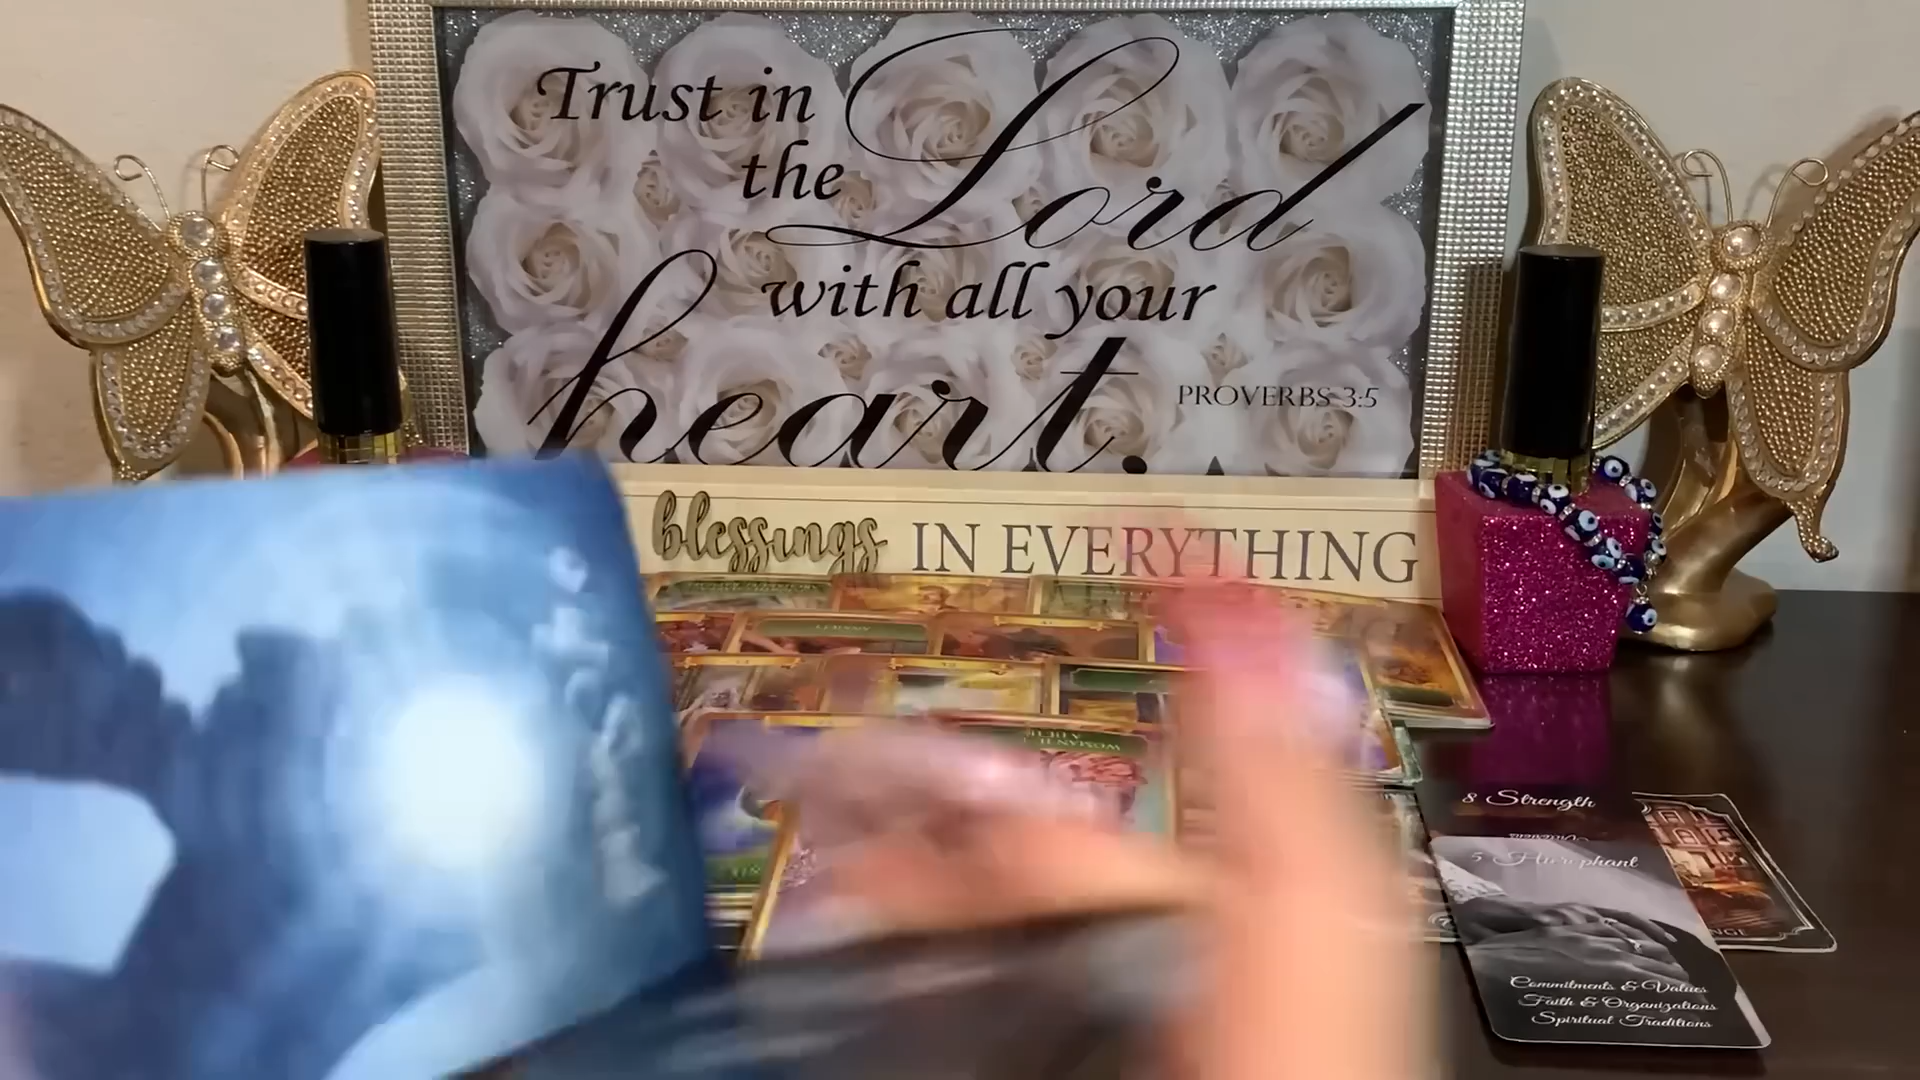 Trust in
the Lord
with all your
heart.
PROVERBS 3:5
blessings IN EVERYTHING
WOMAN H
8 Strength
5 Hierophant
Commitments & Values
Faith & Organizations
Spiritual Traditions